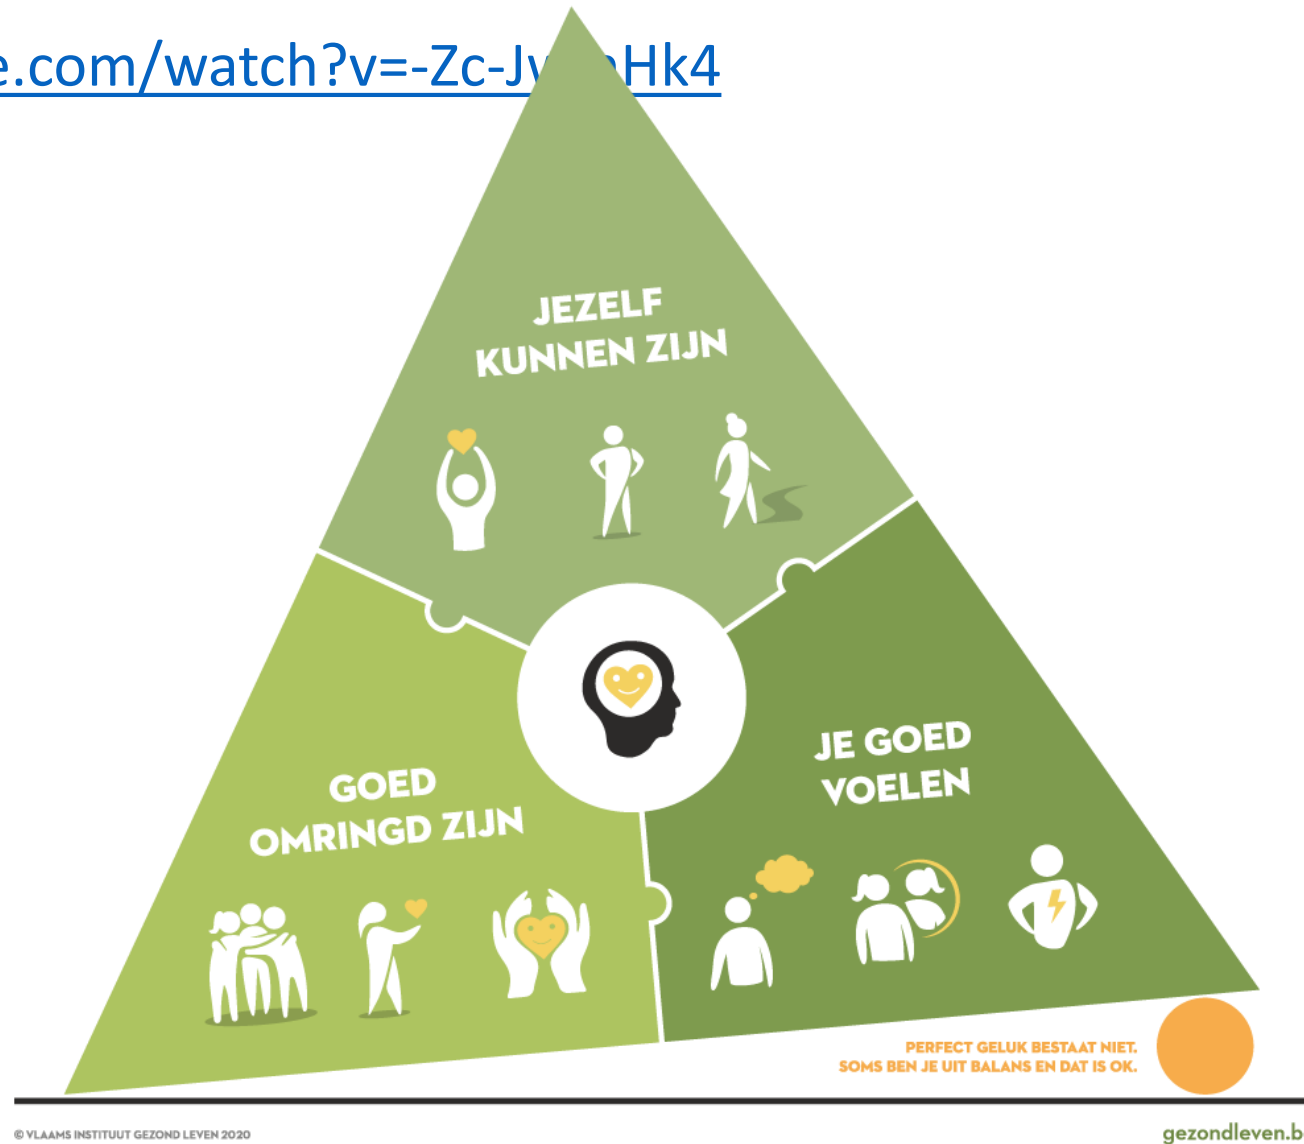 e.com/watch?v=-Zc-J Hk4
JEZELF
KUNNEN ZIJN
JE GOED
VOELEN
GOED
OMRINGD ZIJN
PERFECT GELUK BESTAAT NIET.
SOMS BEN JE UIT BALANS EN DAT IS OK.
© VLAAMS INSTITUUT GEZOND LEVEN 2020
gezondleven.b